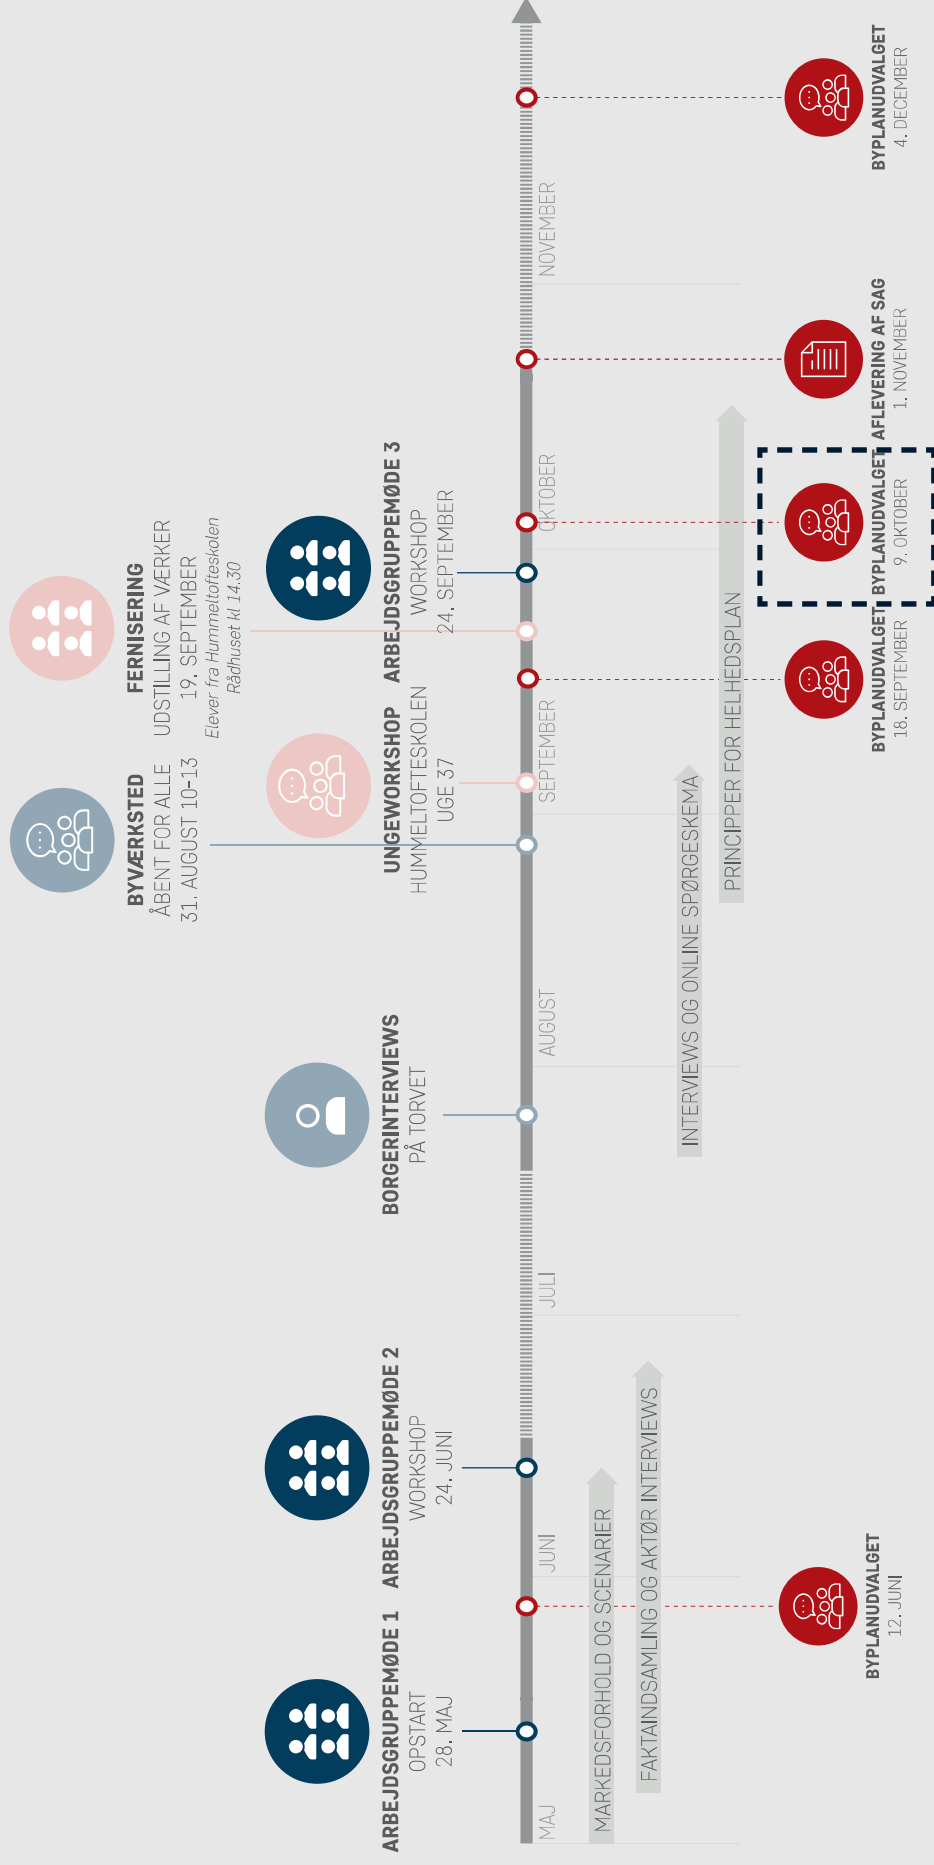 BYVÆRKSTED
ÅBENT FOR ALLE
31. AUGUST 10-13
FERNISERING
UDSTILLING AF VÆRKER
19. SEPTEMBER
Elever fra Hummeltofteskolen
Rådhuset kl 14.30
ARBEJDSGRUPPEMØDE 1
OPSTART
28. MAJ
ARBEJDSGRUPPEMØDE 2
WORKSHOP
24. JUNI
BORGERINTERVIEWS
PÅ TORVET
UNGEWORKSHOP
HUMMELTOFTESKOLEN
UGE 37
ARBEJDSGRUPPEMØDE 3
WORKSHOP
24. SEPTEMBER
MAJ
JUNI
JULI
AUGUST
SEPTEMBER
OKTOBER
NOVEMBER
MARKEDSFORHOLD OG SCENARIER
FAKTAINDSAMLING OG AKTØR INTERVIEWS
INTERVIEWS OG ONLINE SPØRGESKEMA
PRINCIPPER FOR HELHEDSPLAN
BYPLANUDVALGET
12. JUNI
BYPLANUDVALGET
18. SEPTEMBER
BYPLANUDVALGET
9. OKTOBER
AFLEVERING AF SAG
1. NOVEMBER
BYPLANUDVALGET
4. DECEMBER